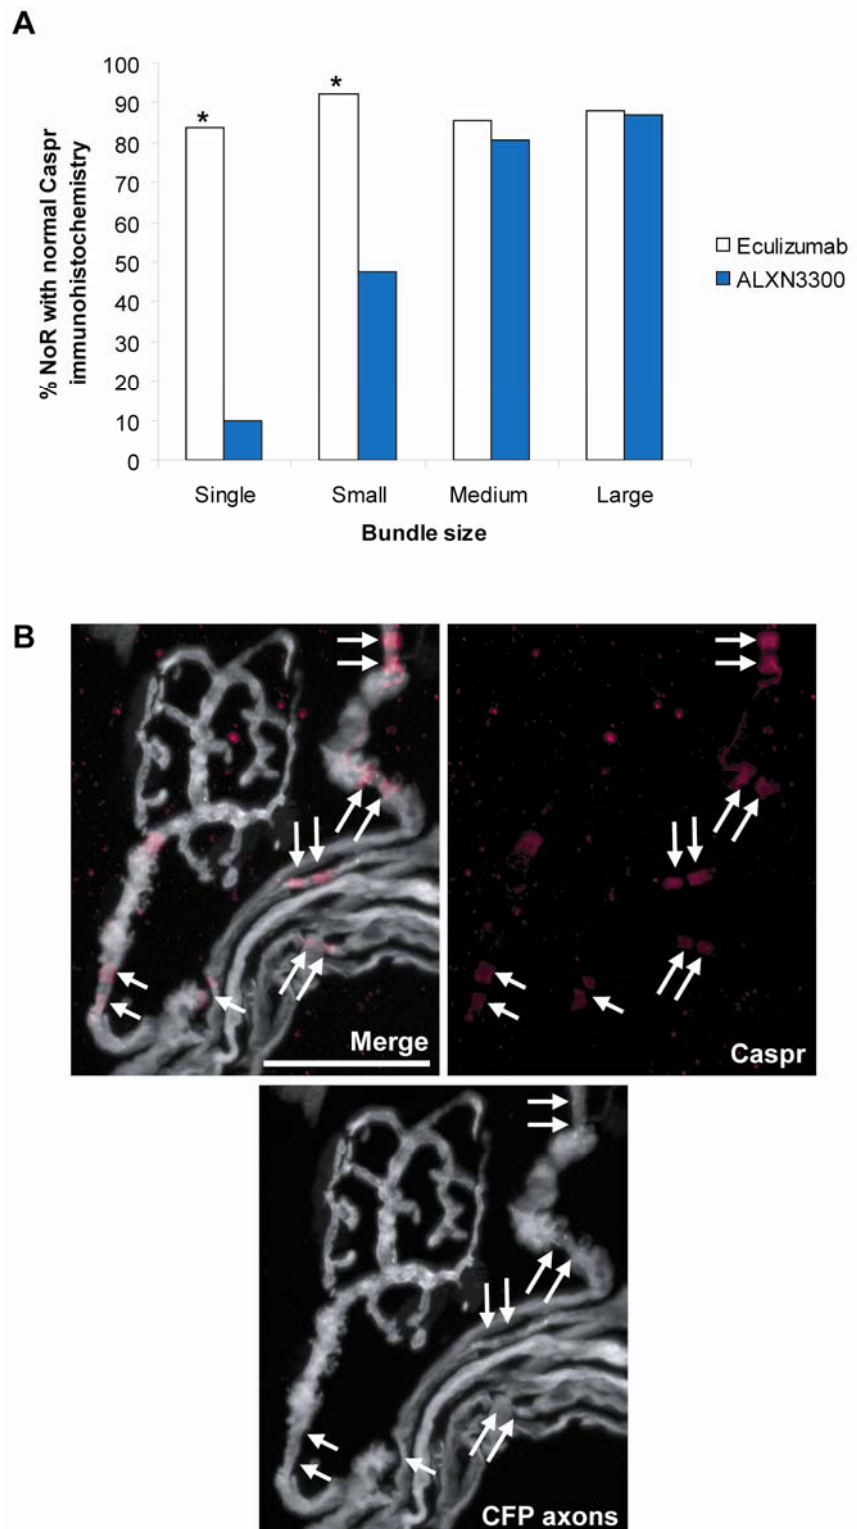 A
% NoR with normal Caspr
immunohistochemistry
100
90
80
70
60
50
40
30
20
10
0
*
*
Single
Small
Medium
Large
Bundle size
Eculizumab
ALXN3300
B
Merge
Caspr
CFP axons